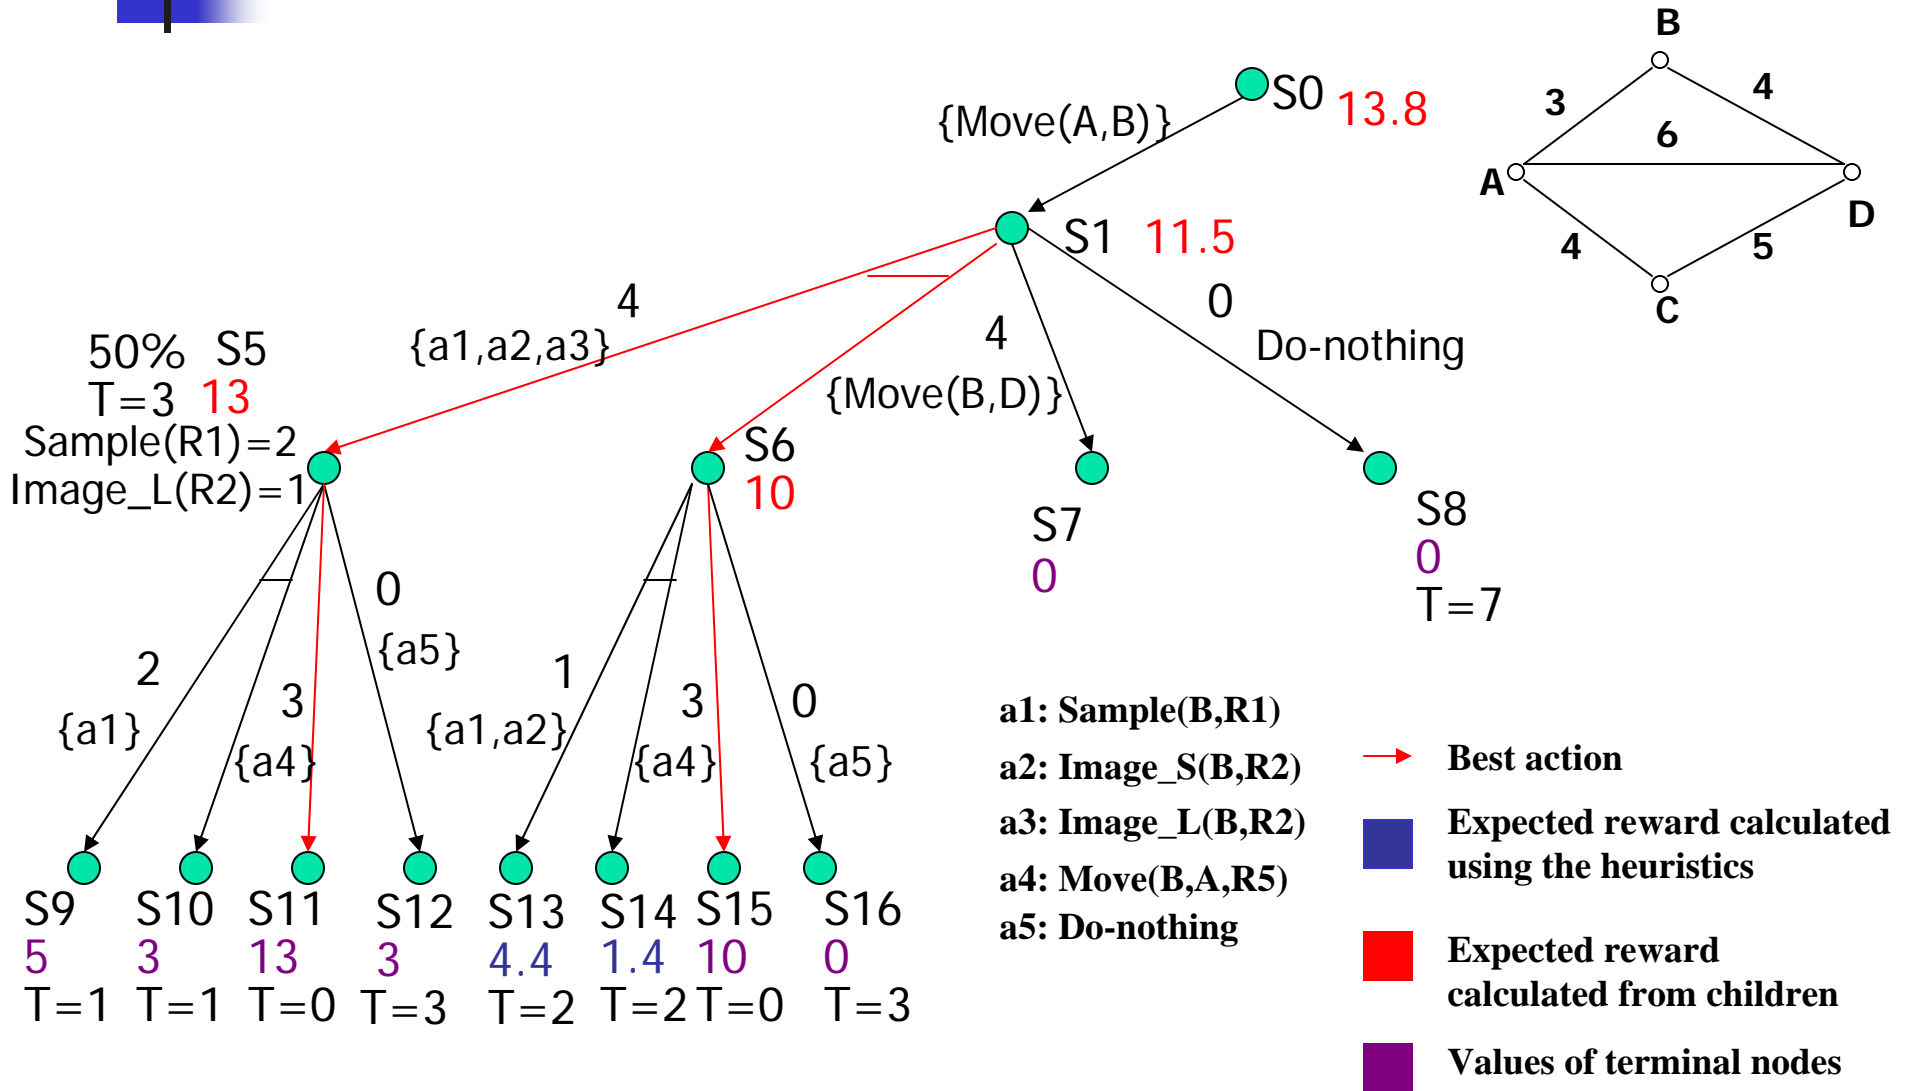 B
S0 13.8
3
4
{Move(A,B)}
6
A
D
S1 11.5
4
5
C
4
0
50% S5
{a1,a2,a3}
4
Do-nothing
T=3 13
{Move(B,D)}
Sample(R1)=2
Image_L(R2)=1
S6
10
S7
0
S8
0
T=7
0
{a5}
2
{a1}
3
{a4}
1
{a1,a2}
3
{a4}
0
{a5}
a1: Sample(B,R1)
a2: Image_S(B,R2)
a3: Image_L(B,R2)
a4: Move(B,A,R5)
a5: Do-nothing
Best action
Expected reward calculated
using the heuristics
Expected reward
calculated from children
Values of terminal nodes
S9 S10 S11 S12 S13 S14 S15 S16
5 3 13 3 4.4 1.4 10 0
T=1 T=1 T=0 T=3 T=2 T=2 T=0 T=3